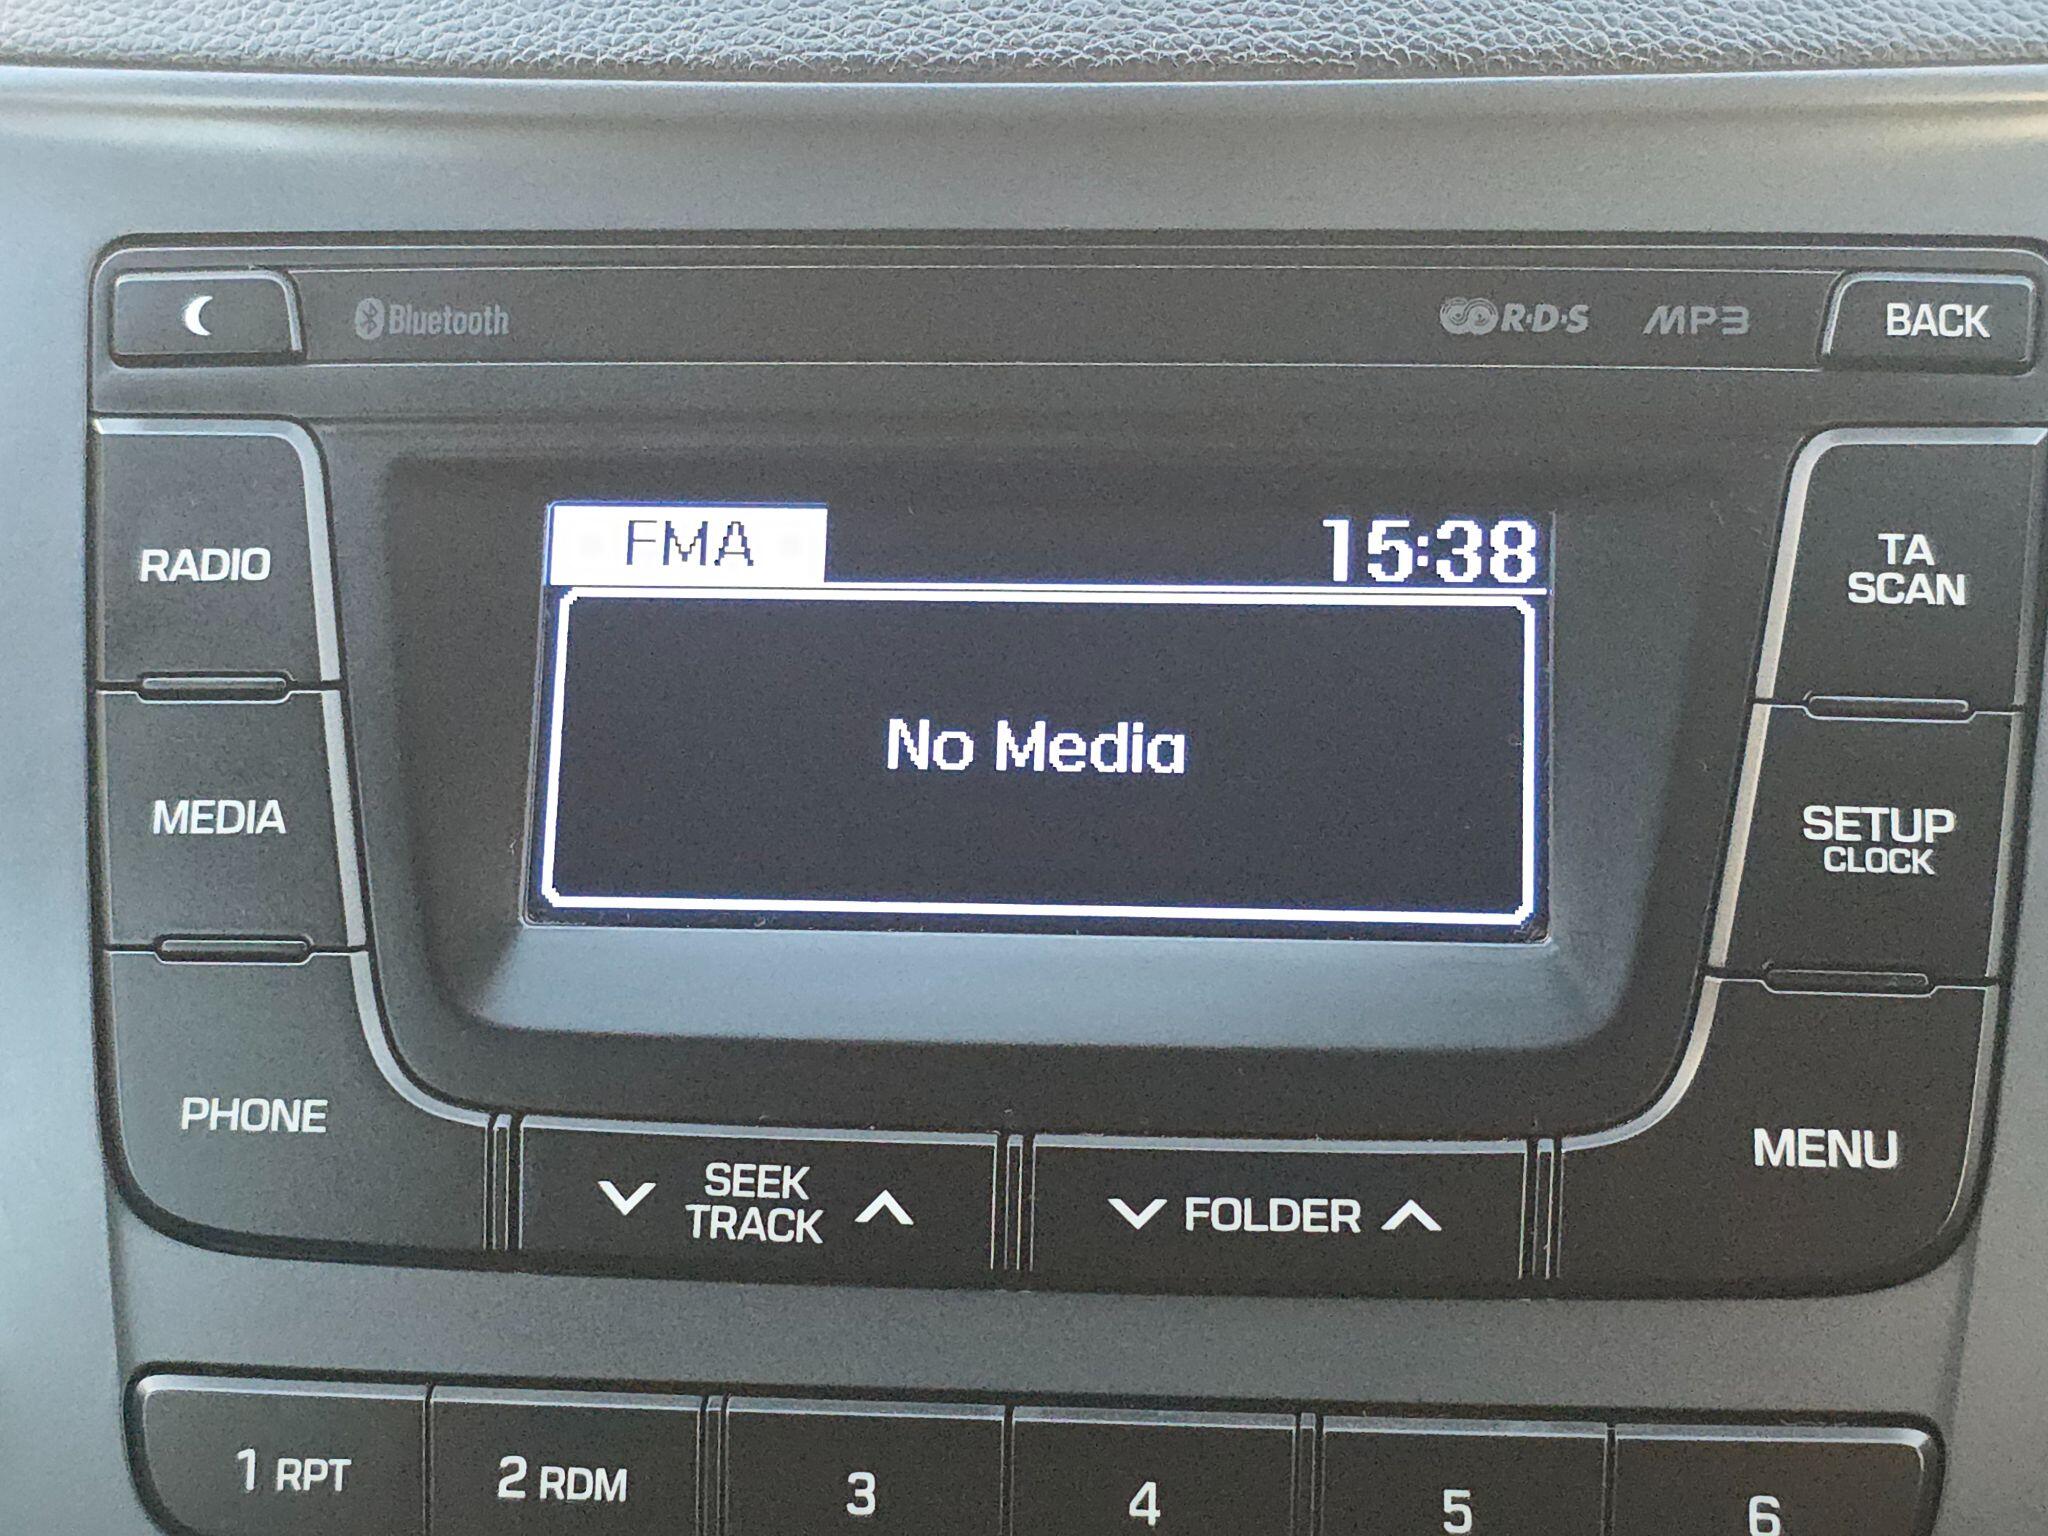 Bluetooth
R·D·S
MP3
BACK
RADIO
FMA
15:38
TA
SCAN
No Media
MEDIA
SETUP
CLOCK
PHONE
SEEK
TRACK
FOLDER
MENU
1 RPT
2 RDM
3
4
5
6